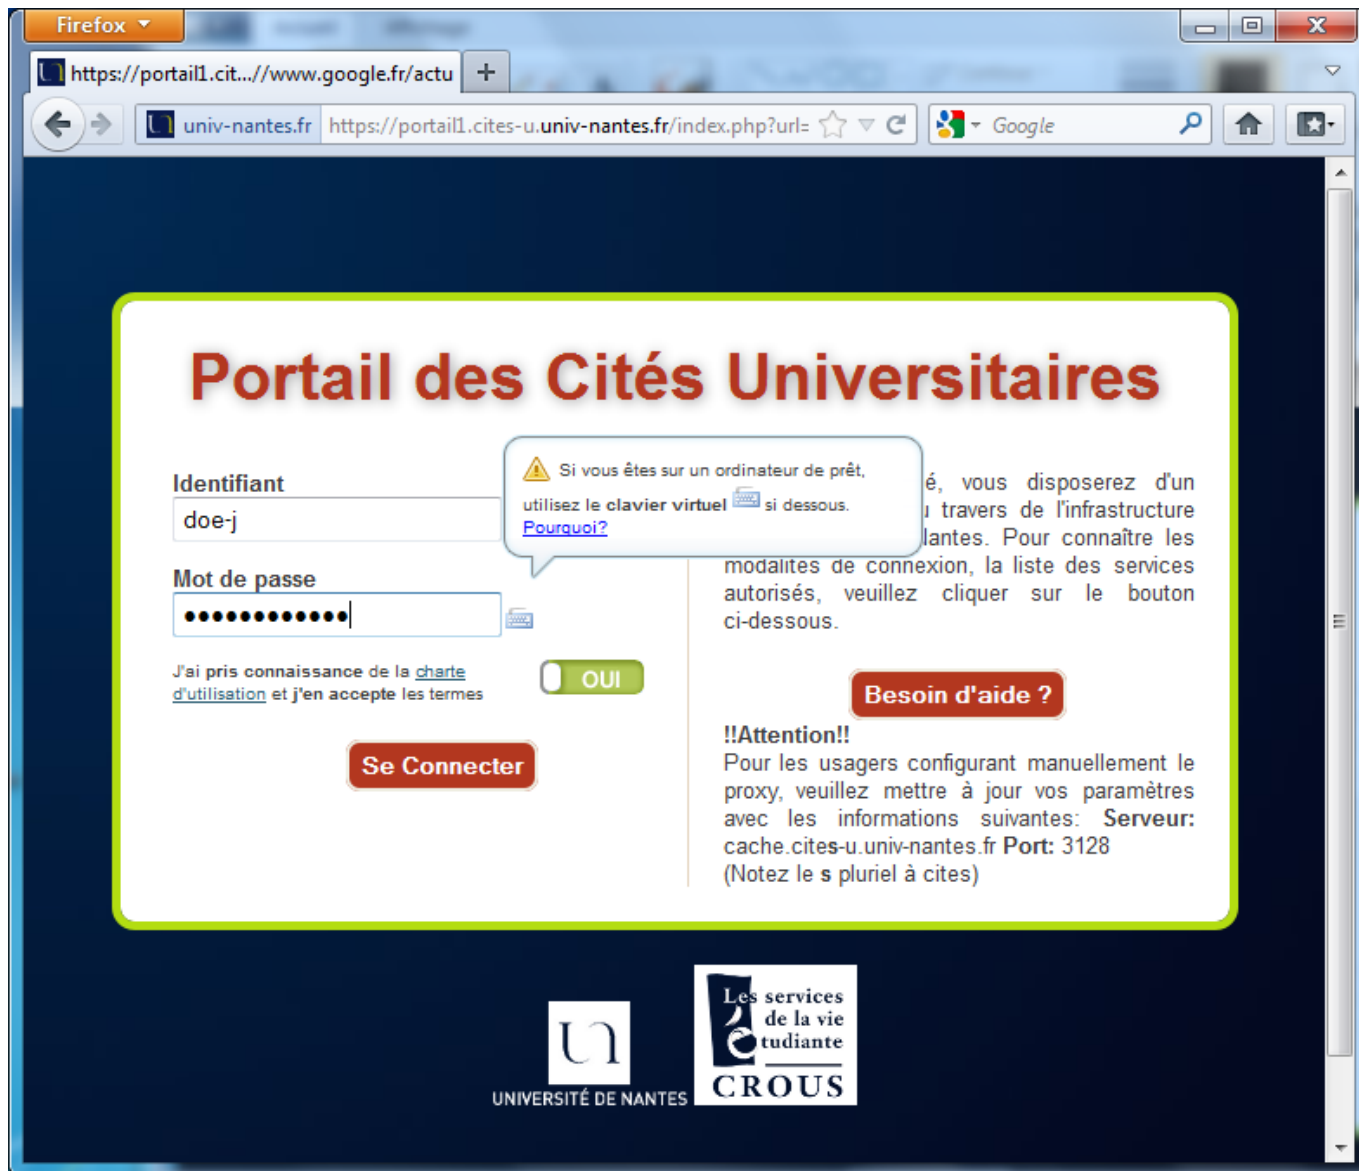 Firefox
https://portail1.cit...//www.google.fr/actu
univ-nantes.fr https://portail1.cites-u.univ-nantes.fr/index.php?url= Google
Portail des Cités Universitaires
Identifiant
doe-j
Si vous êtes sur un ordinateur de prêt,
utilisez le clavier virtuel si dessous.
Pourquoi?
Mot de passe
J'ai pris connaissance de la charte
d'utilisation et j'en accepte les termes
OUI
Se Connecter
é, vous disposerez d'un
travers de l'infrastructure
lantes. Pour connaître les
modalités de connexion, la liste des services
autorisés, veuillez cliquer sur le bouton
ci-dessous.
Besoin d'aide ?
!!Attention!!
Pour les usagers configurant manuellement le
proxy, veuillez mettre à jour vos paramètres
avec les informations suivantes: Serveur:
cache.cites-u.univ-nantes.fr Port: 3128
(Notez le s pluriel à cites)
UNIVERSITÉ DE NANTES
Les services
de la vie
étudiante
CROUS